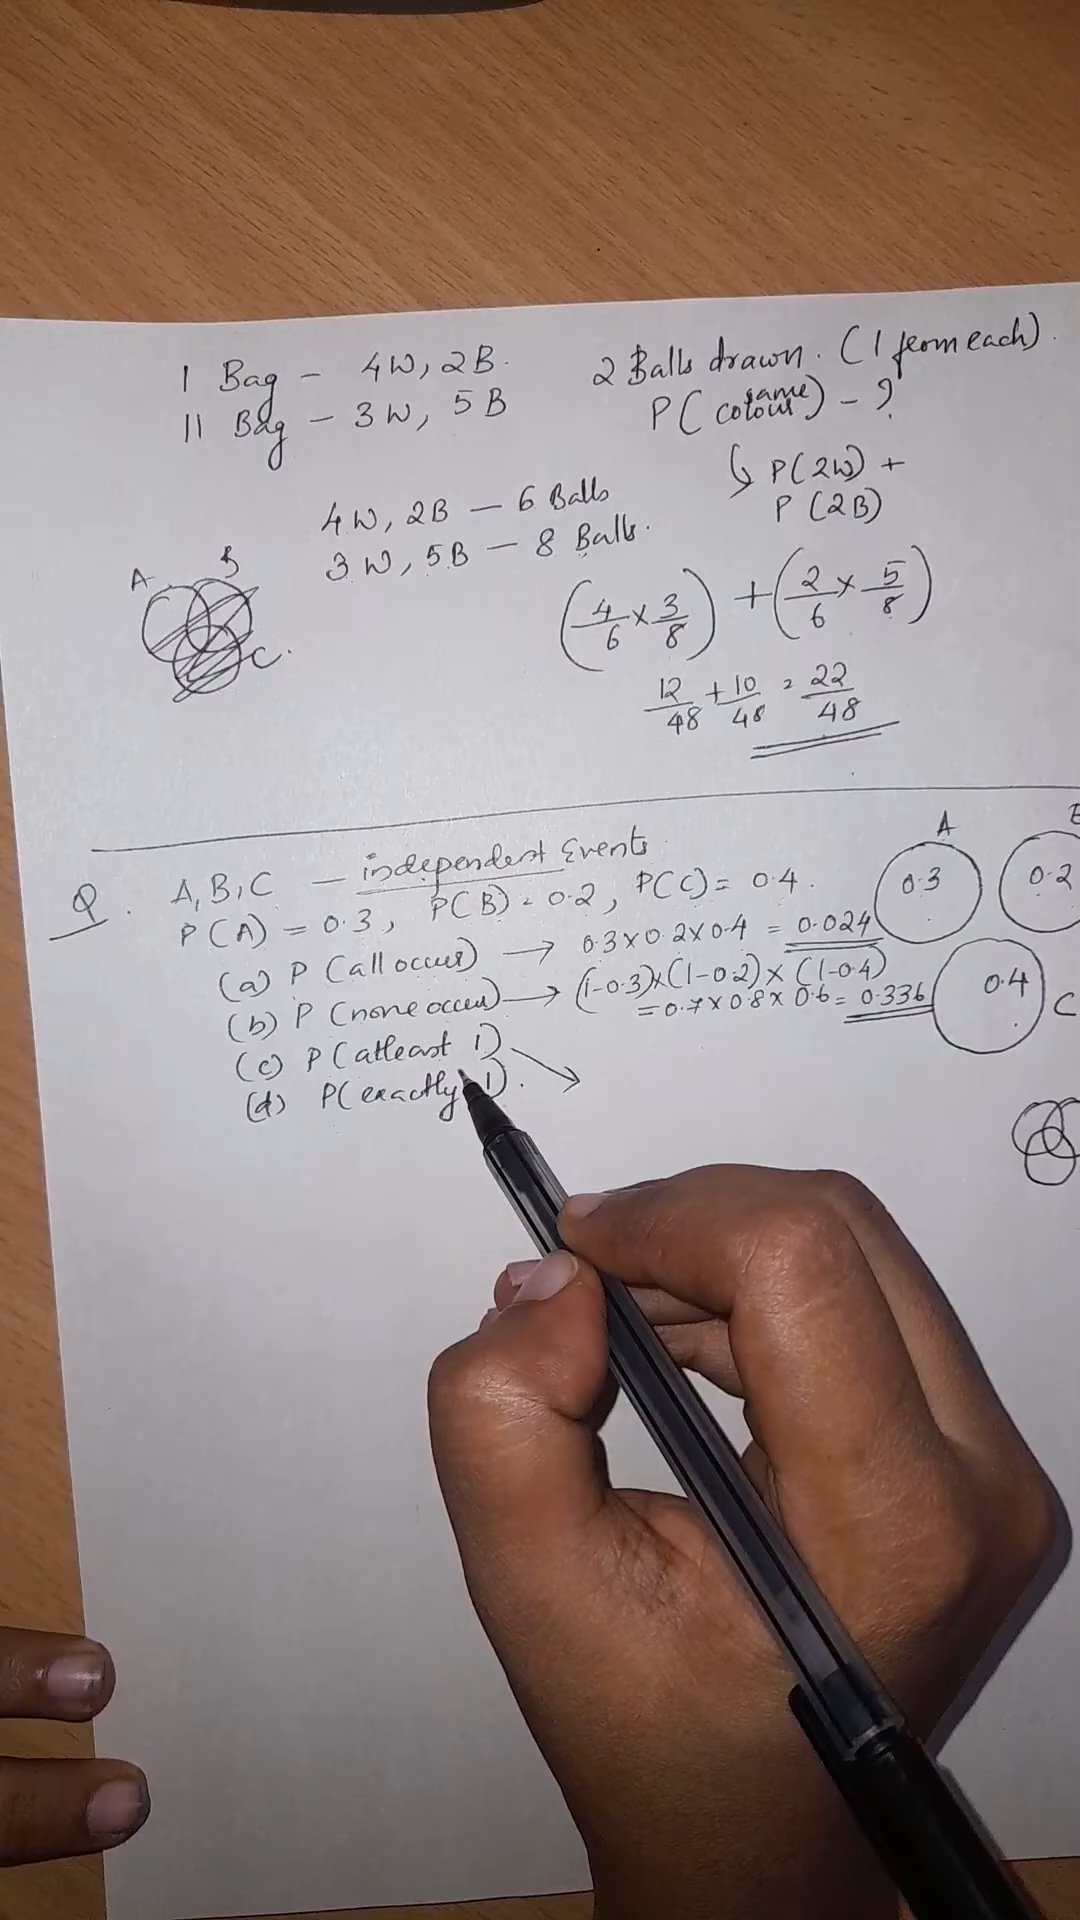 I Bag - 4W, 2B.
II Bag - 3W, 5B
2 Balls drawn. (1 from each).
P(same colour) - ?
↳ P(2W) +
P(2B)
4W, 2B — 6 Balls
3W, 5B — 8 Balls.
A B
C.
(4/6 × 3/8) + (2/6 × 5/8)
12/48 + 10/48 = 22/48
Q. A, B, C — independent Events
P(A) = 0.3, P(B) = 0.2, P(C) = 0.4.
(a) P(all occur) → 0.3×0.2×0.4 = 0.024
(b) P(none occur) → (1-0.3)×(1-0.2)×(1-0.4)
= 0.7×0.8×0.6 = 0.336
(c) P(atleast 1) →
(d) P(exactly 1).
A
0.3
0.2
0.4
C